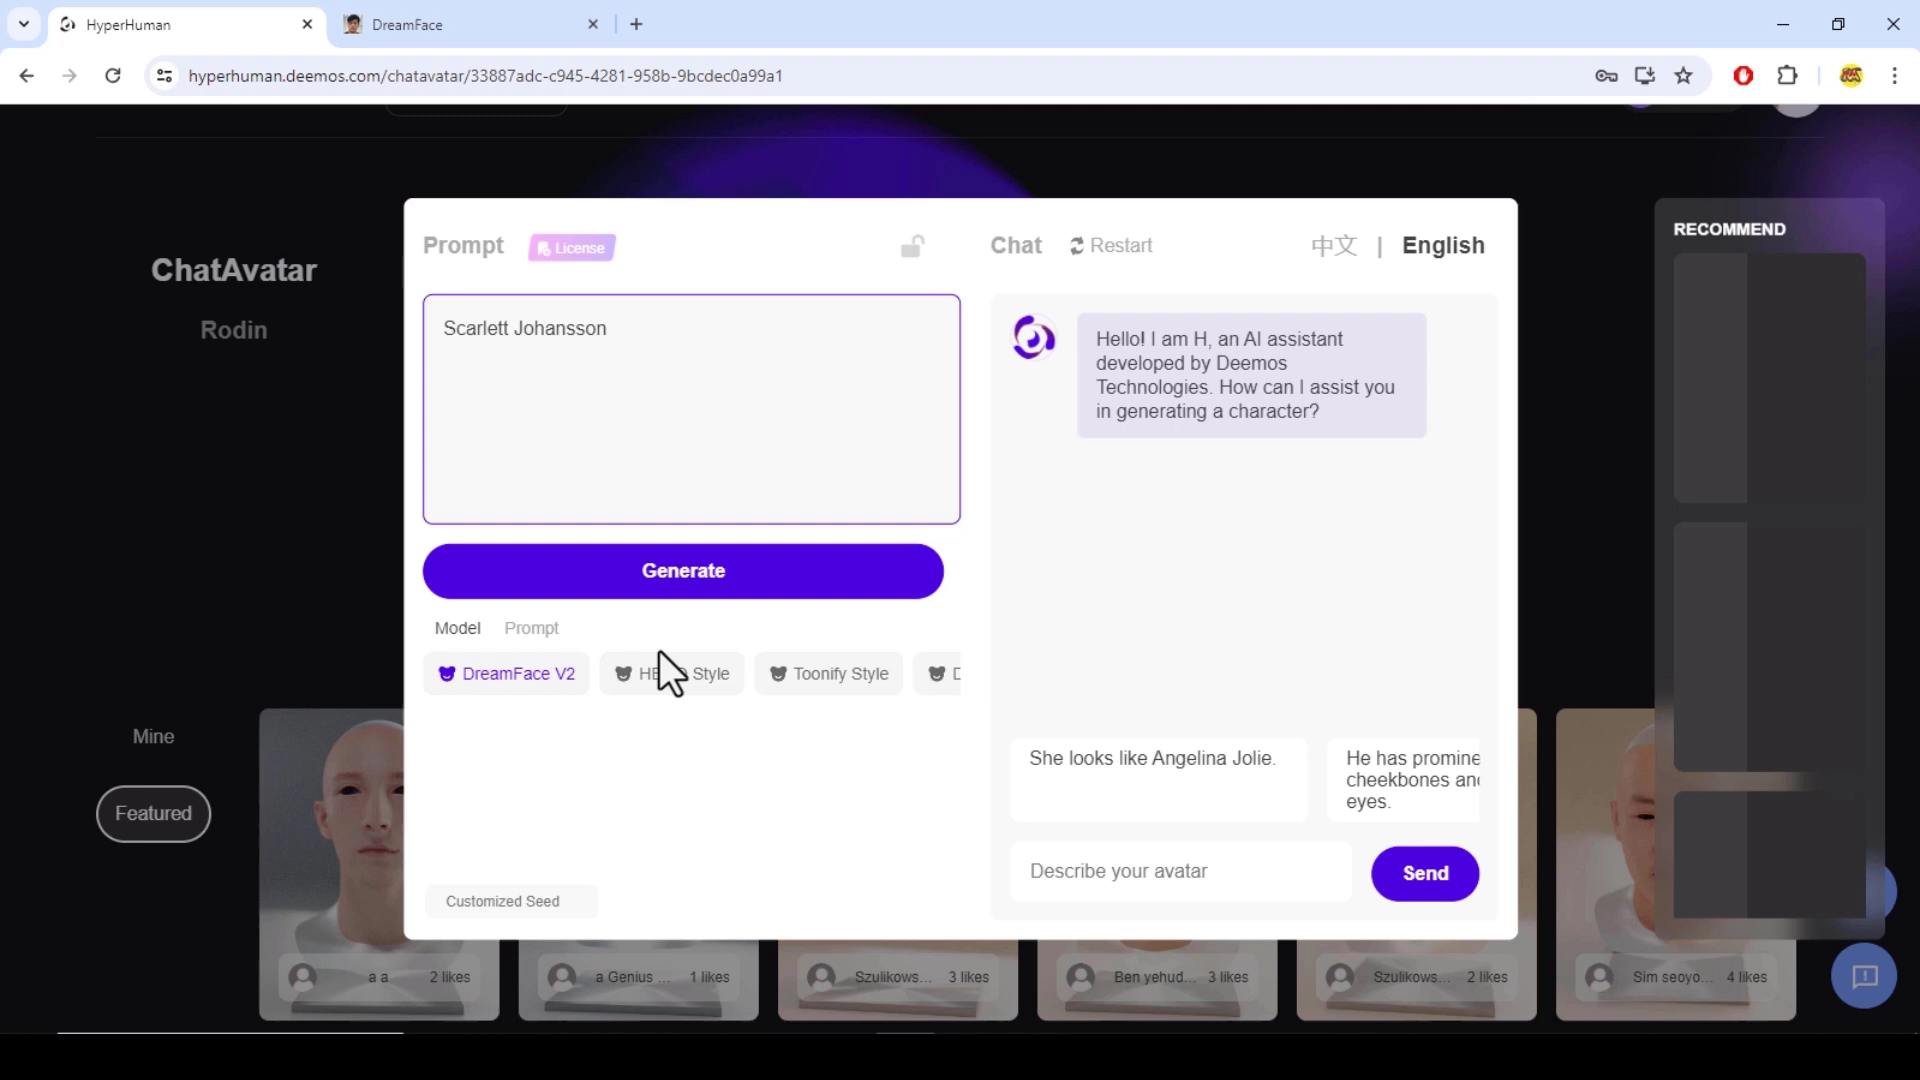 HyperHuman
DreamFace
hyperhuman.deemos.com/chatavatar/33887adc-c945-4281-958b-9bcdec0a99a1
ChatAvatar
Rodin
Prompt
License
Scarlett Johansson
Generate
Model
Prompt
DreamFace V2
Style
Toonify Style
Customized Seed
Chat
Restart
中文 | English
Hello! I am H, an AI assistant
developed by Deemos
Technologies. How can I assist you
in generating a character?
She looks like Angelina Jolie.
He has promine
cheekbones an
eyes.
Describe your avatar
Send
RECOMMEND
Mine
Featured
a a 2 likes
a Genius ... 1 likes
Szulikows... 3 likes
Ben yehud... 3 likes
Szulikows... 2 likes
Sim seoyo... 4 likes